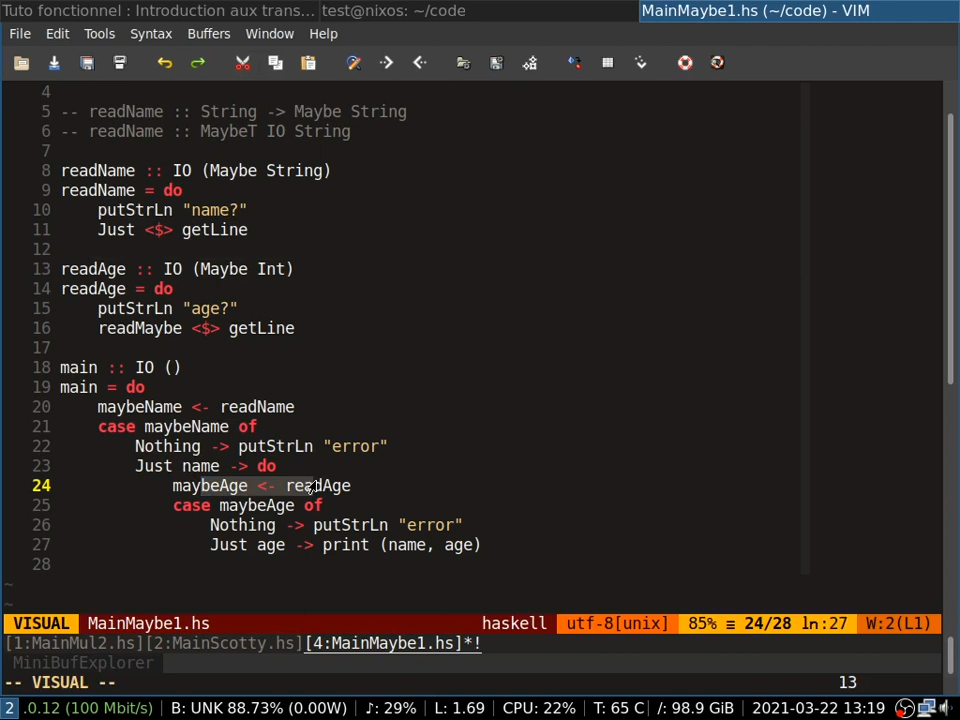 Tuto fonctionnel : Introduction aux trans... test@nixos: ~/code MainMaybe1.hs (~/code) - VIM
File Edit Tools Syntax Buffers Window Help
4
5 -- readName :: String -> Maybe String
6 -- readName :: MaybeT IO String
7
8 readName :: IO (Maybe String)
9 readName = do
10 putStrLn "name?"
11 Just <$> getLine
12
13 readAge :: IO (Maybe Int)
14 readAge = do
15 putStrLn "age?"
16 readMaybe <$> getLine
17
18 main :: IO ()
19 main = do
20 maybeName <- readName
21 case maybeName of
22 Nothing -> putStrLn "error"
23 Just name -> do
24 maybeAge <- readAge
25 case maybeAge of
26 Nothing -> putStrLn "error"
27 Just age -> print (name, age)
28
~
~
VISUAL MainMaybe1.hs haskell utf-8[unix] 85% ≡ 24/28 ln:27 W:2(L1)
[1:MainMul2.hs][2:MainScotty.hs][4:MainMaybe1.hs]*!
MiniBufExplorer
-- VISUAL -- 13
2 .0.12 (100 Mbit/s) B: UNK 88.73% (0.00W) ♪: 29% L: 1.69 CPU: 22% T: 65 C /: 98.9 GiB 2021-03-22 13:19